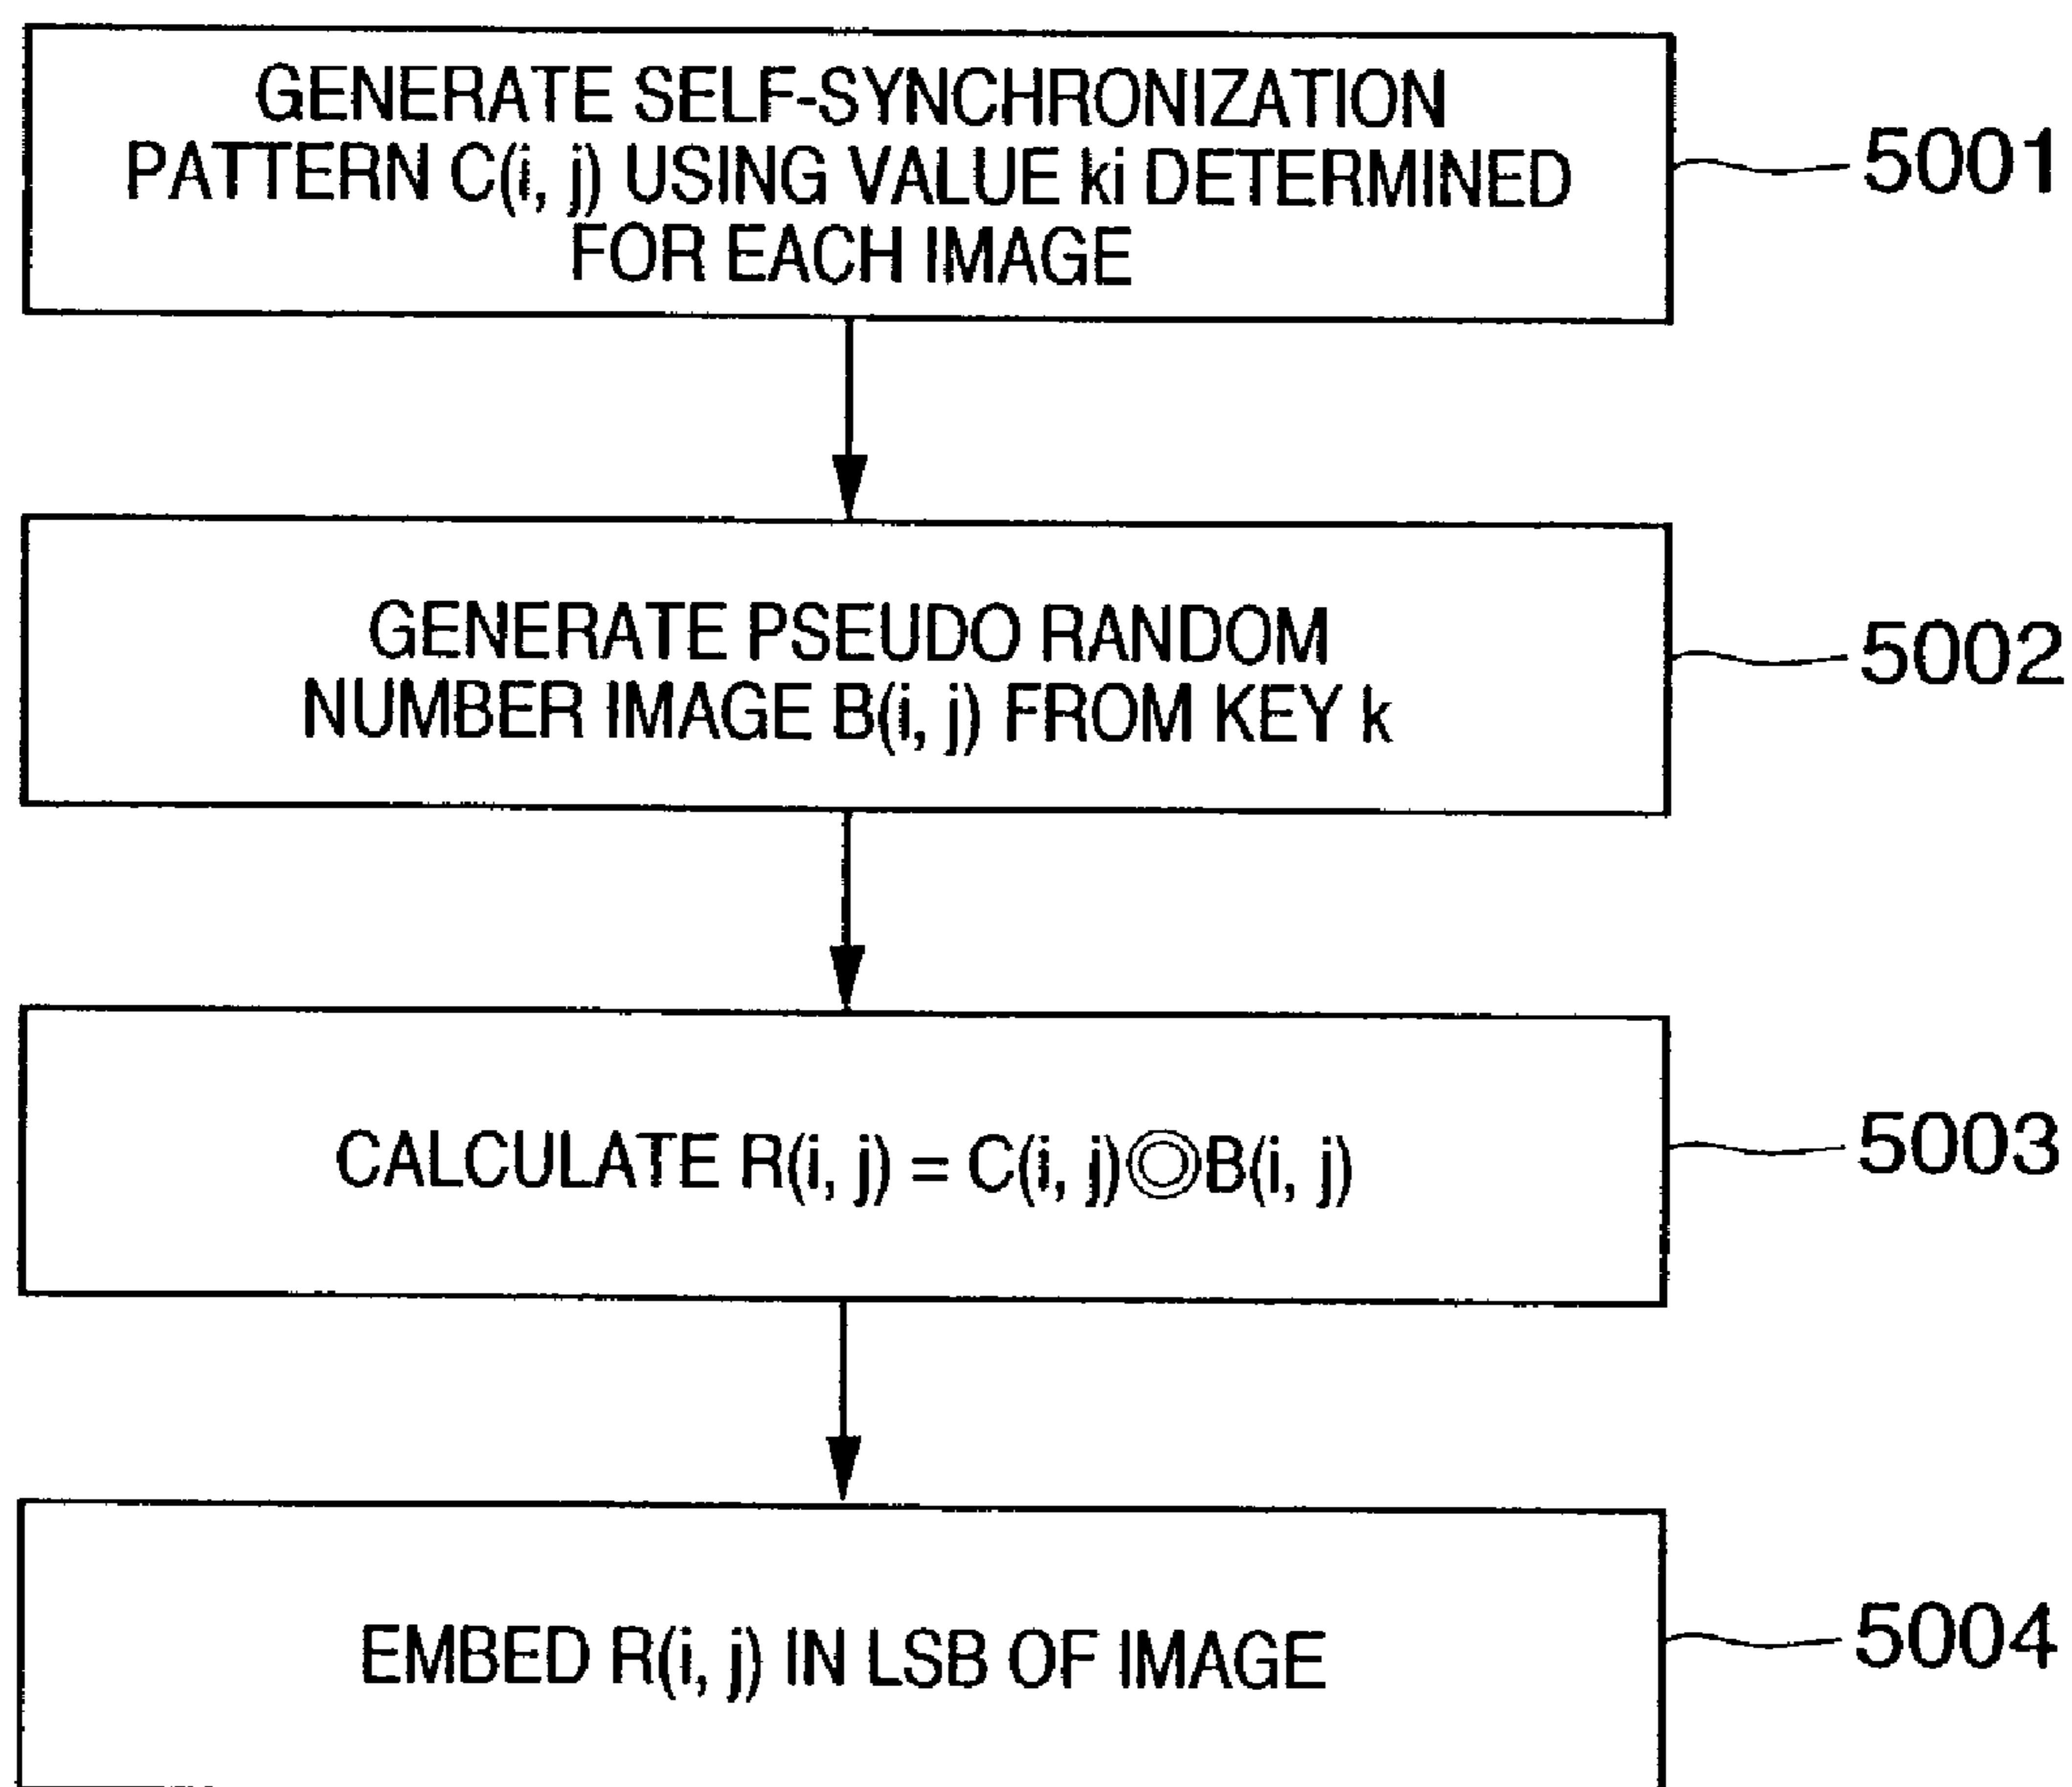 GENERATE SELF-SYNCHRONIZATION
PATTERN C(i, j) USING VALUE ki DETERMINED
FOR EACH IMAGE
5001
GENERATE PSEUDO RANDOM
NUMBER IMAGE B(i, j) FROM KEY k
5002
CALCULATE R(i, j) = C(i, j)◎B(i, j)
5003
EMBED R(i, j) IN LSB OF IMAGE
5004